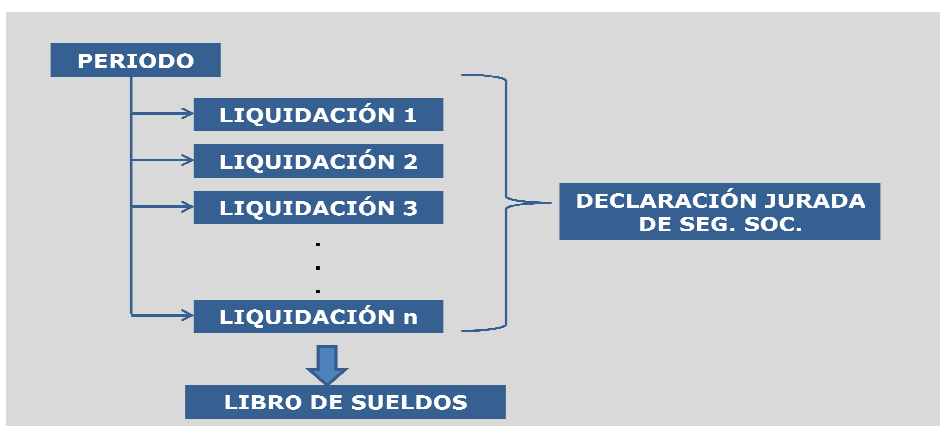 PERIODO
LIQUIDACIÓN 1
LIQUIDACIÓN 2
LIQUIDACIÓN 3
.
.
.
LIQUIDACIÓN n
DECLARACIÓN JURADA
DE SEG. SOC.
LIBRO DE SUELDOS